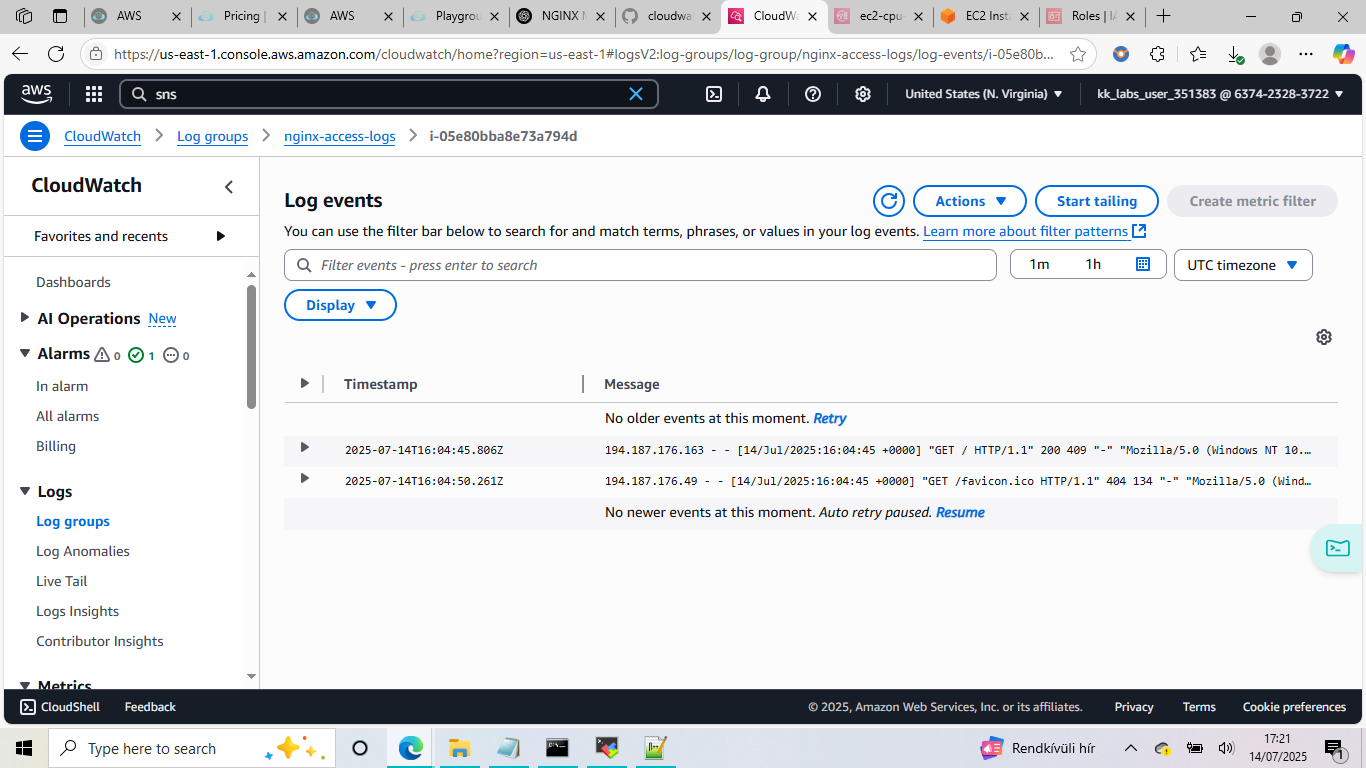 AWS
Pricing |
AWS
Playgrou
NGINX M
cloudwa
CloudWa
ec2-cpu-
EC2 Inst
Roles | IA
https://us-east-1.console.aws.amazon.com/cloudwatch/home?region=us-east-1#logsV2:log-groups/log-group/nginx-access-logs/log-events/i-05e80b...
aws
sns
United States (N. Virginia)
kk_labs_user_351383 @ 6374-2328-3722
CloudWatch
Log groups
nginx-access-logs
i-05e80bba8e73a794d
CloudWatch
Favorites and recents
Dashboards
AI Operations New
Alarms 0 1 0
In alarm
All alarms
Billing
Logs
Log groups
Log Anomalies
Live Tail
Logs Insights
Contributor Insights
Metrics
Log events
Actions
Start tailing
Create metric filter
You can use the filter bar below to search for and match terms, phrases, or values in your log events. Learn more about filter patterns
Filter events - press enter to search
1m
1h
UTC timezone
Display
Timestamp
Message
No older events at this moment. Retry
2025-07-14T16:04:45.806Z 194.187.176.163 - - [14/Jul/2025:16:04:45 +0000] "GET / HTTP/1.1" 200 409 "-" "Mozilla/5.0 (Windows NT 10....
2025-07-14T16:04:50.261Z 194.187.176.49 - - [14/Jul/2025:16:04:45 +0000] "GET /favicon.ico HTTP/1.1" 404 134 "-" "Mozilla/5.0 (Wind...
No newer events at this moment. Auto retry paused. Resume
CloudShell
Feedback
© 2025, Amazon Web Services, Inc. or its affiliates.
Privacy
Terms
Cookie preferences
Type here to search
Rendkívüli hír
17:21
14/07/2025
1